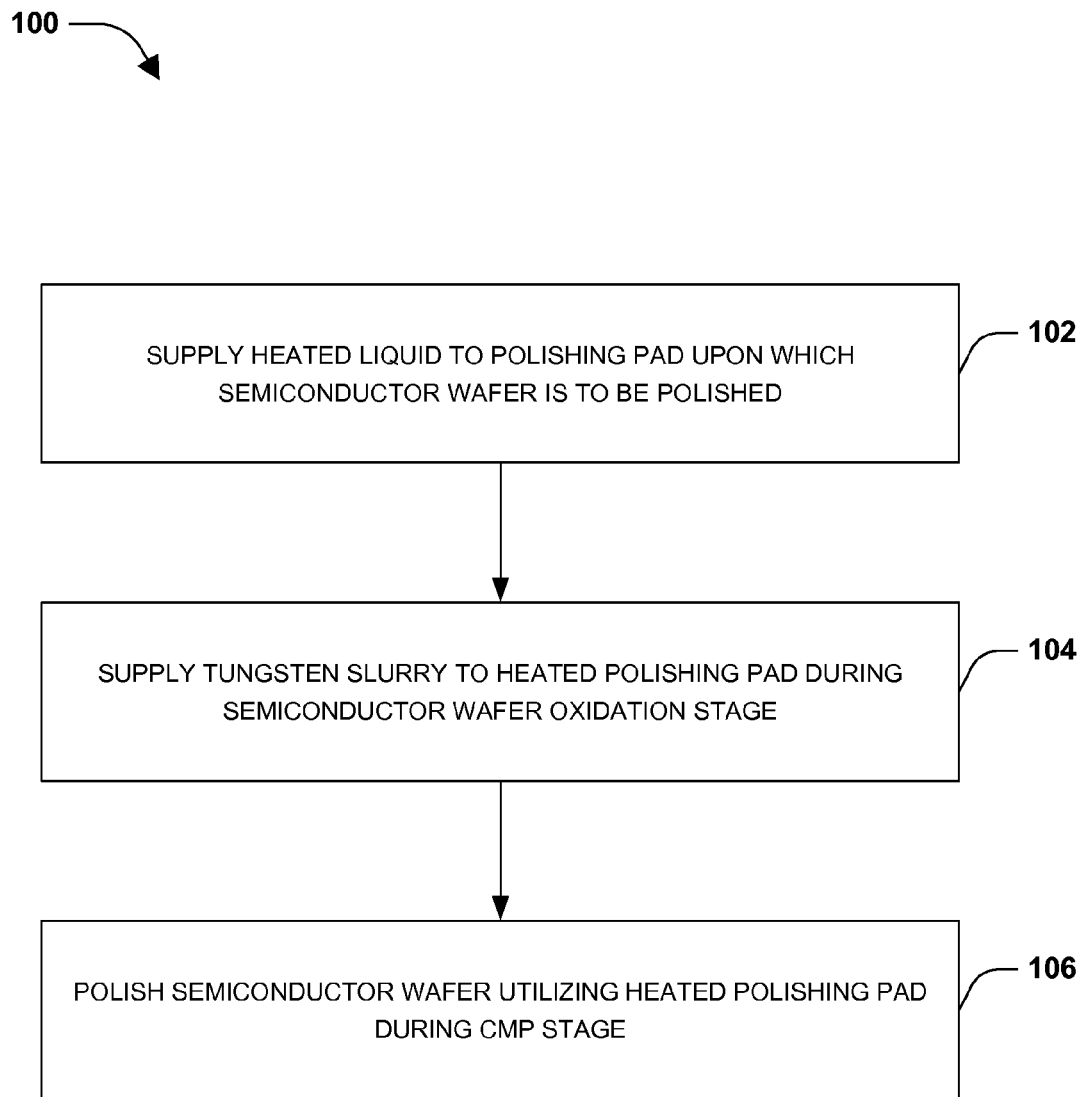 100
SUPPLY HEATED LIQUID TO POLISHING PAD UPON WHICH
SEMICONDUCTOR WAFER IS TO BE POLISHED
102
SUPPLY TUNGSTEN SLURRY TO HEATED POLISHING PAD DURING
SEMICONDUCTOR WAFER OXIDATION STAGE
104
POLISH SEMICONDUCTOR WAFER UTILIZING HEATED POLISHING PAD
DURING CMP STAGE
106